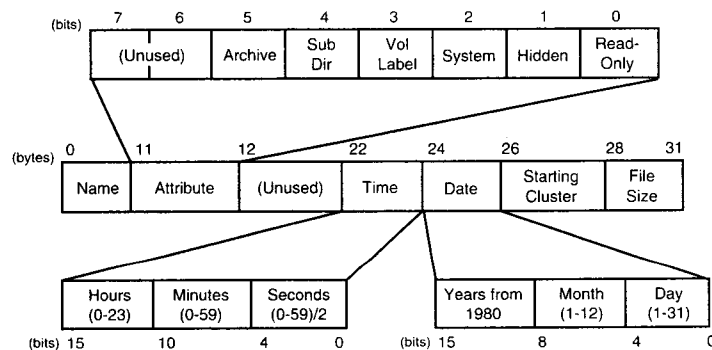 (bits) 7 6 5 4 3 2 1 0
(Unused) Archive Sub Dir Vol Label System Hidden Read-Only
(bytes) 0 11 12 22 24 26 28 31
Name Attribute (Unused) Time Date Starting Cluster File Size
Hours (0-23) Minutes (0-59) Seconds (0-59)/2 Years from 1980 Month (1-12) Day (1-31)
(bits) 15 10 4 0 (bits) 15 8 4 0